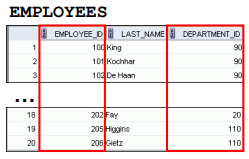 EMPLOYEES
EMPLOYEE_ID LAST_NAME DEPARTMENT_ID
1 100 King 90
2 101 Kochhar 90
3 102 De Haan 90
...
18 202 Fay 20
19 205 Higgins 110
20 206 Gietz 110